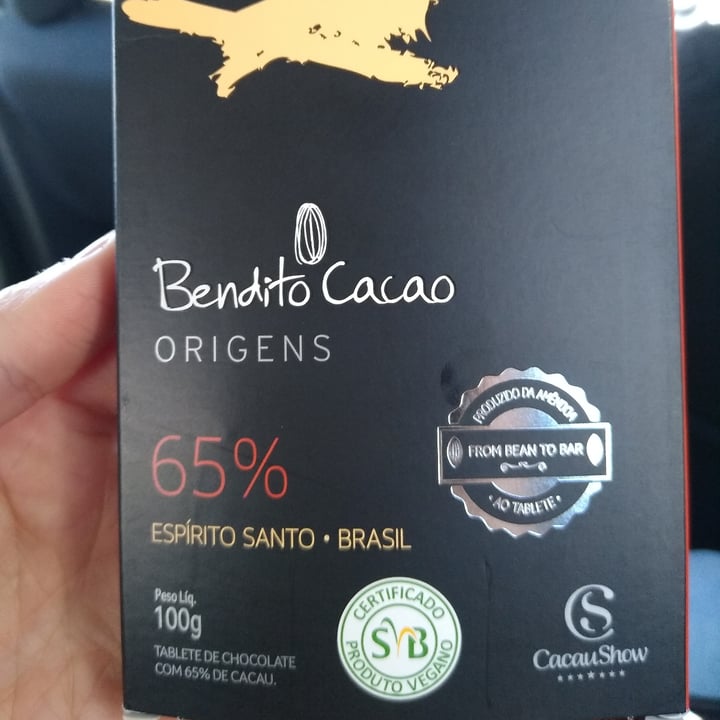 Bendito Cacao
ORIGENS
65%
ESPÍRITO SANTO • BRASIL
PRODUZIDO DA AMÊNDOA
FROM BEAN TO BAR
• AO TABLETE •
Peso Líq.
100g
TABLETE DE CHOCOLATE
COM 65% DE CACAU.
CERTIFICADO
SVB
PRODUTO VEGANO
CS
CacauShow